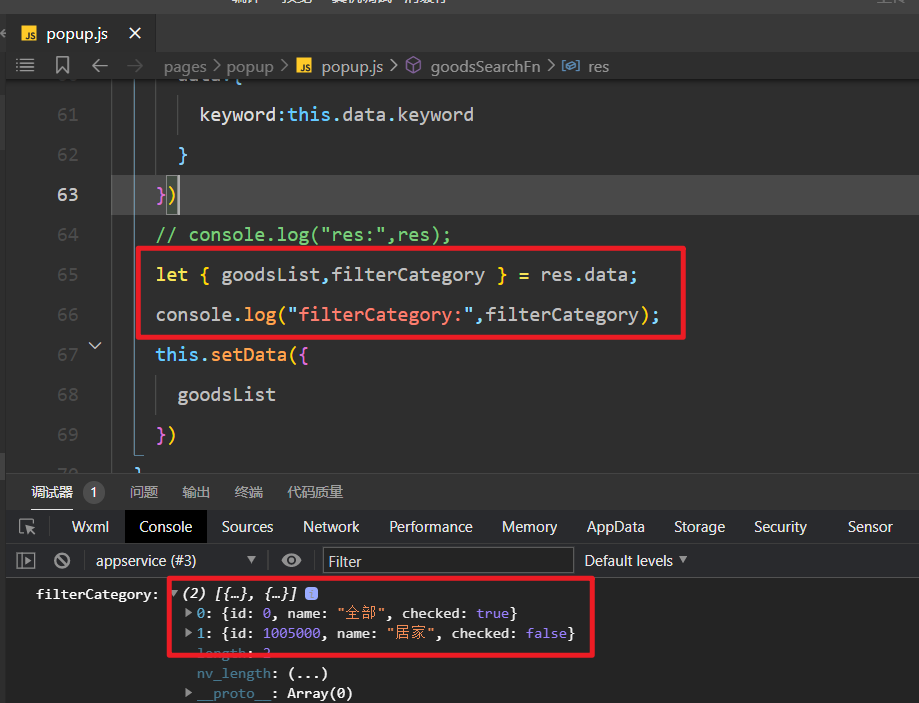 JS popup.js ×
pages > popup > JS popup.js > goodsSearchFn > res
61 keyword:this.data.keyword
62 }
63 })
64 // console.log("res:",res);
65 let { goodsList,filterCategory } = res.data;
66 console.log("filterCategory:",filterCategory);
67 this.setData({
68 goodsList
69 })
调试器 1 问题 输出 终端 代码质量
Wxml Console Sources Network Performance Memory AppData Storage Security Sensor
appservice (#3) Filter Default levels
filterCategory: (2) [{…}, {…}] i
0: {id: 0, name: "全部", checked: true}
1: {id: 1005000, name: "居家", checked: false}
length: 2
nv_length: (...)
__proto__: Array(0)